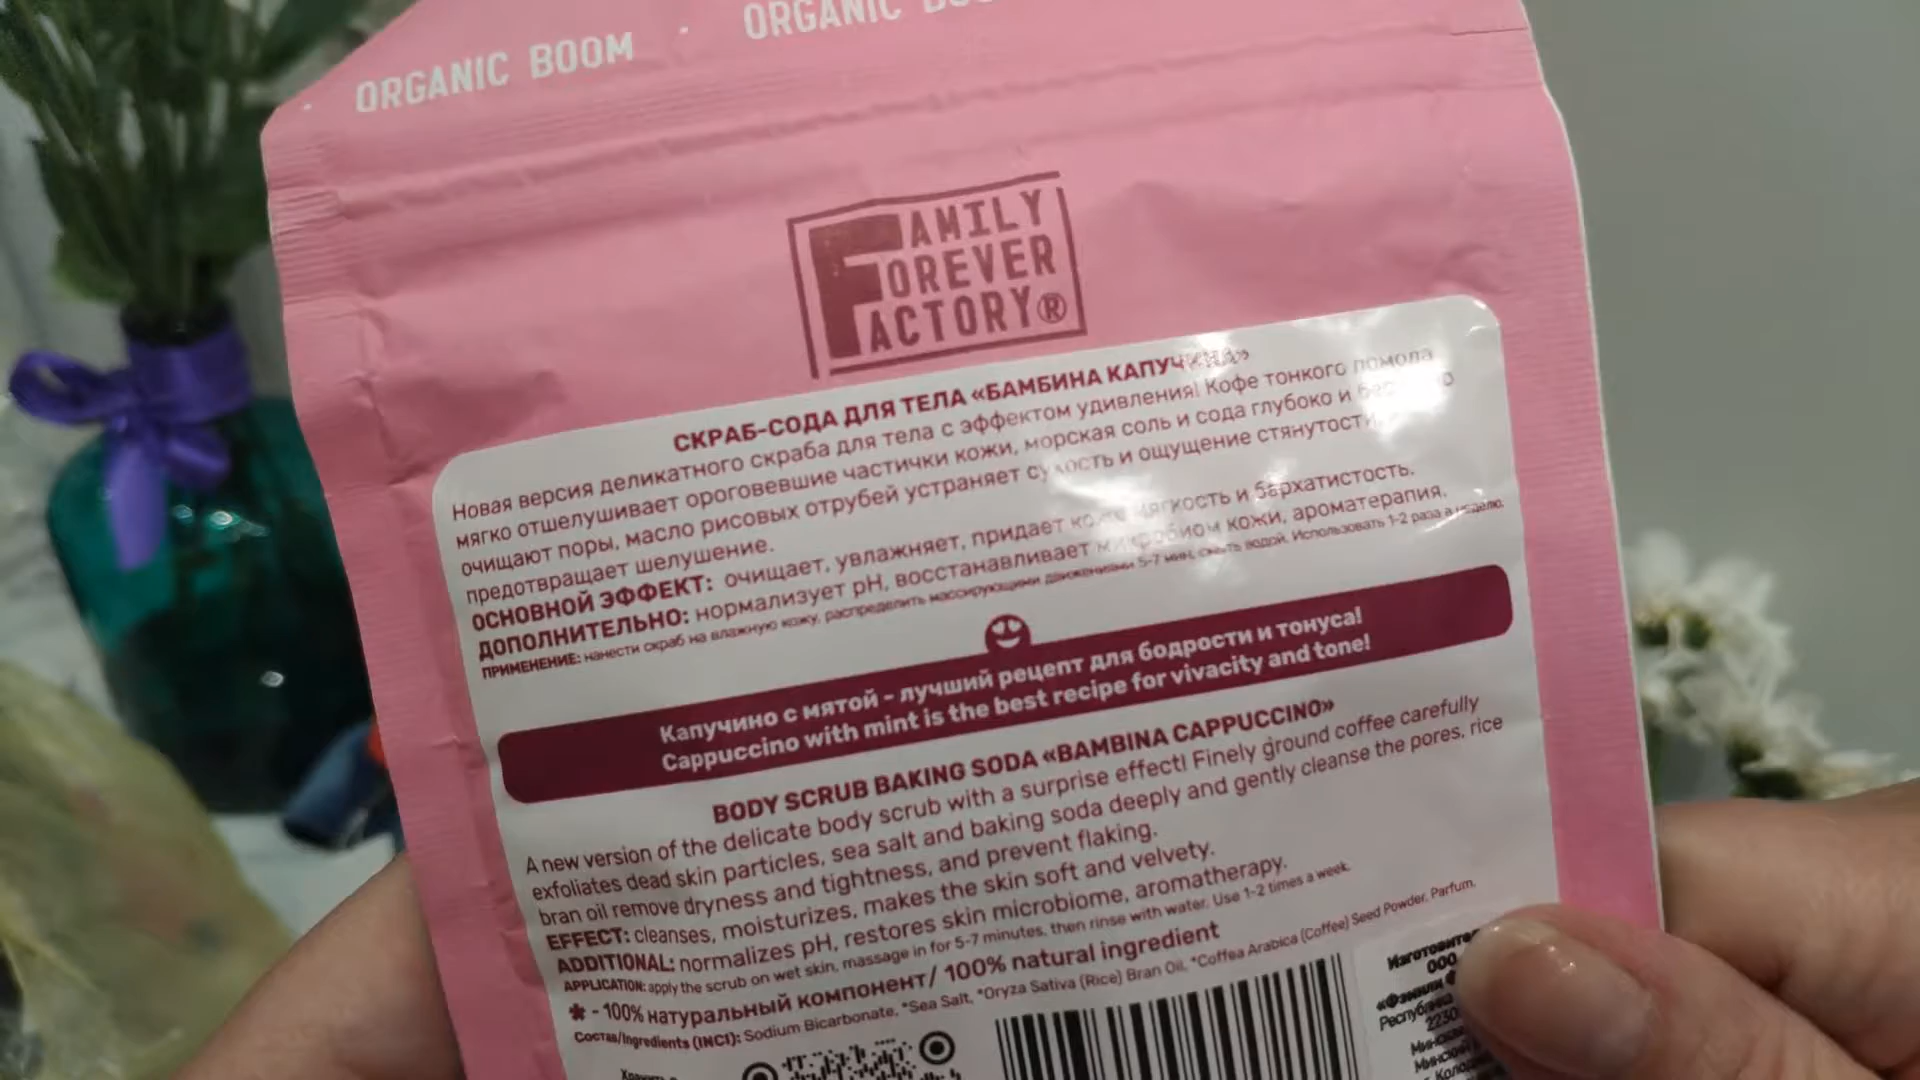 ORGANIC BOOM · ORGANIC
FAMILY
FOREVER
FACTORY®
СКРАБ-СОДА ДЛЯ ТЕЛА «БАМБИНА КАПУЧИНА»
Новая версия деликатного скраба для тела с эффектом удивления! Кофе тонкого помола
мягко отшелушивает ороговевшие частички кожи, морская соль и сода глубоко и
очищают поры, масло рисовых отрубей устраняет сухость и ощущение стянутости,
предотвращает шелушение.
ОСНОВНОЙ ЭФФЕКТ: очищает, увлажняет, придает коже мягкость и бархатистость.
ДОПОЛНИТЕЛЬНО: нормализует pH, восстанавливает микробиом кожи, ароматерапия.
ПРИМЕНЕНИЕ: нанести скраб на влажную кожу, распределить массирующими движениями 5-7 мин, смыть водой. Использовать 1-2 раза в неделю.
Капучино с мятой - лучший рецепт для бодрости и тонуса!
Cappuccino with mint is the best recipe for vivacity and tone!
BODY SCRUB BAKING SODA «BAMBINA CAPPUCCINO»
A new version of the delicate body scrub with a surprise effect! Finely ground coffee carefully
exfoliates dead skin particles, sea salt and baking soda deeply and gently cleanse the pores, rice
bran oil remove dryness and tightness, and prevent flaking.
EFFECT: cleanses, moisturizes, makes the skin soft and velvety.
ADDITIONAL: normalizes pH, restores skin microbiome, aromatherapy.
APPLICATION: apply the scrub on wet skin, massage in for 5-7 minutes, then rinse with water. Use 1-2 times a week.
* - 100% натуральный компонент/ 100% natural ingredient
Состав/Ingredients (INCI): Sodium Bicarbonate, *Sea Salt, *Oryza Sativa (Rice) Bran Oil, *Coffea Arabica (Coffee) Seed Powder, Parfum.
ООО